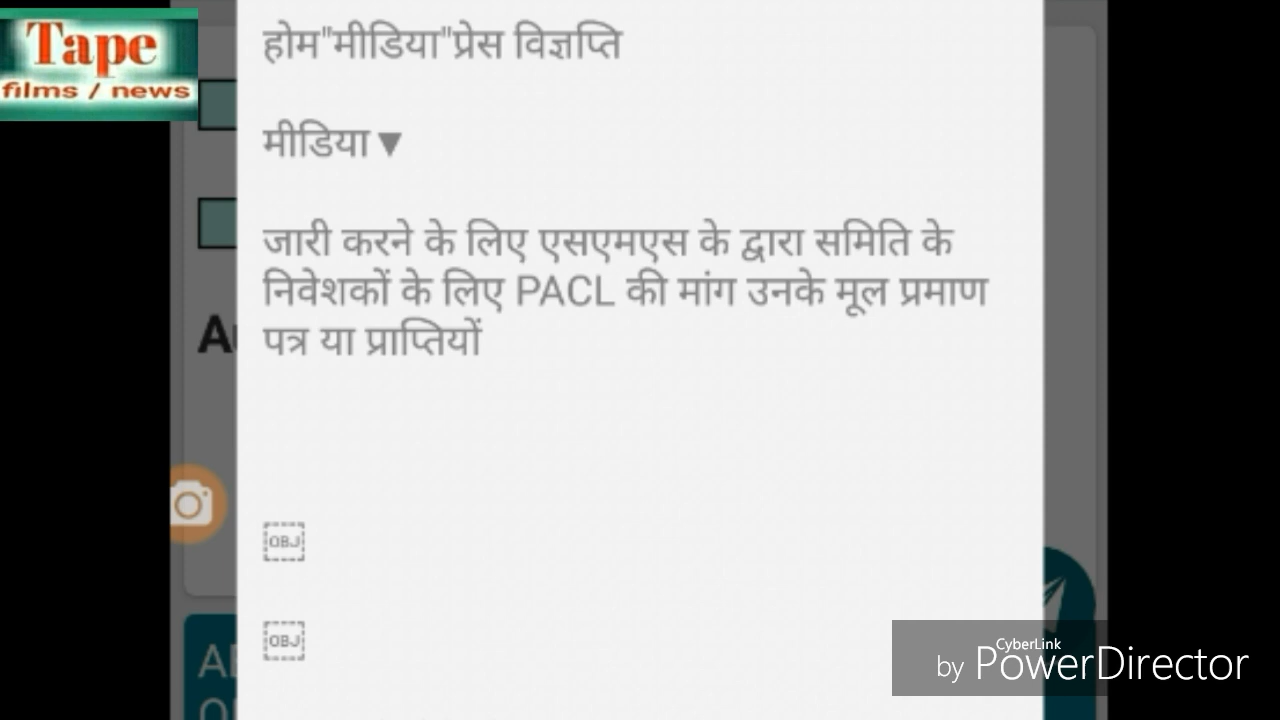 Tape
films / news
होम"मीडिया"प्रेस विज्ञप्ति
मीडिया▼
जारी करने के लिए एसएमएस के द्वारा समिति के
निवेशकों के लिए PACL की मांग उनके मूल प्रमाण
पत्र या प्राप्तियों
OBJ
OBJ
CyberLink
by PowerDirector